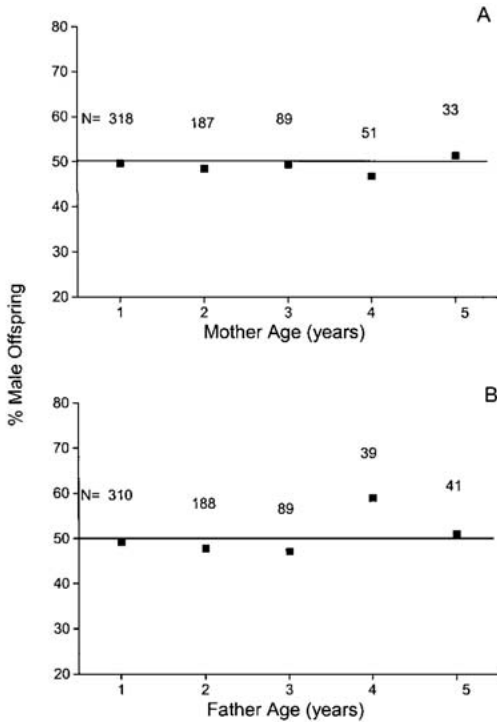 A
80
70
60
50
40
30
20
N= 318 187 89 51 33
1 2 3 4 5
Mother Age (years)
% Male Offspring
B
80
70
60
50
40
30
20
N= 310 188 89 39 41
1 2 3 4 5
Father Age (years)